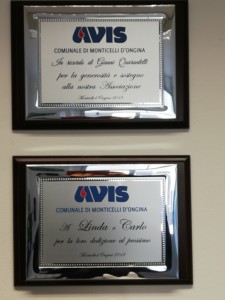 AVIS
COMUNALE DI MONTICELLI D'ONGINA
In ricordo di Gianni
per la generosità e sostegno
alla nostra Associazione
AVIS
COMUNALE DI MONTICELLI D'ONGINA
A Linda e Carlo
per la loro dedizione al prossimo